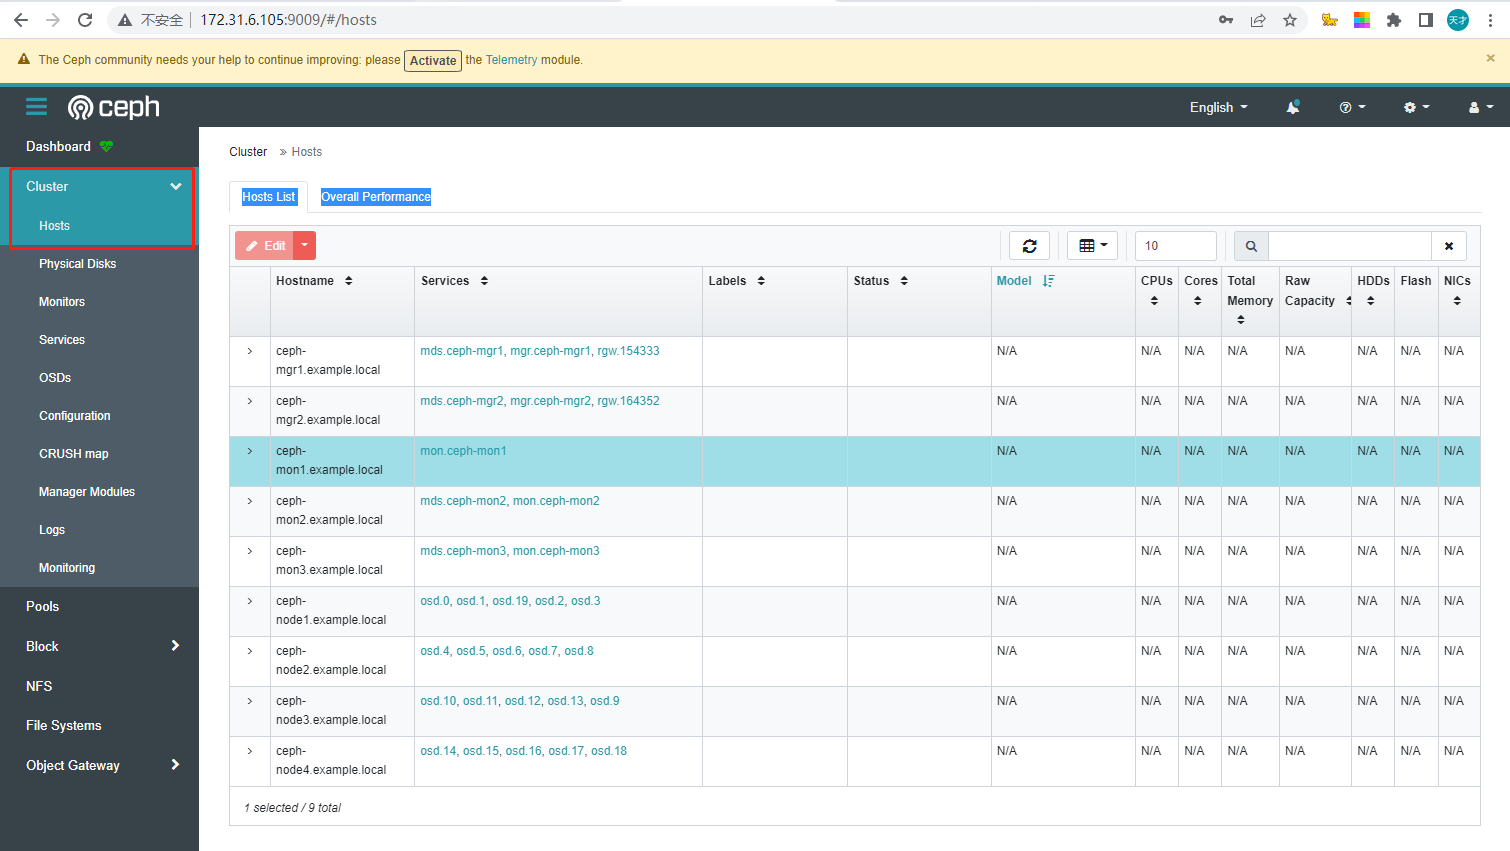 不安全 172.31.6.105:9009/#/hosts
天才
The Ceph community needs your help to continue improving: please Activate the Telemetry module.
ceph
English
Dashboard
Cluster
Hosts
Physical Disks
Monitors
Services
OSDs
Configuration
CRUSH map
Manager Modules
Logs
Monitoring
Pools
Block
NFS
File Systems
Object Gateway
Cluster » Hosts
Hosts List Overall Performance
Edit 10
Hostname Services Labels Status Model CPUs Cores Total Memory Raw Capacity HDDs Flash NICs
ceph-mgr1.example.local mds.ceph-mgr1, mgr.ceph-mgr1, rgw.154333 N/A N/A N/A N/A N/A N/A N/A N/A
ceph-mgr2.example.local mds.ceph-mgr2, mgr.ceph-mgr2, rgw.164352 N/A N/A N/A N/A N/A N/A N/A N/A
ceph-mon1.example.local mon.ceph-mon1 N/A N/A N/A N/A N/A N/A N/A N/A
ceph-mon2.example.local mds.ceph-mon2, mon.ceph-mon2 N/A N/A N/A N/A N/A N/A N/A N/A
ceph-mon3.example.local mds.ceph-mon3, mon.ceph-mon3 N/A N/A N/A N/A N/A N/A N/A N/A
ceph-node1.example.local osd.0, osd.1, osd.19, osd.2, osd.3 N/A N/A N/A N/A N/A N/A N/A N/A
ceph-node2.example.local osd.4, osd.5, osd.6, osd.7, osd.8 N/A N/A N/A N/A N/A N/A N/A N/A
ceph-node3.example.local osd.10, osd.11, osd.12, osd.13, osd.9 N/A N/A N/A N/A N/A N/A N/A N/A
ceph-node4.example.local osd.14, osd.15, osd.16, osd.17, osd.18 N/A N/A N/A N/A N/A N/A N/A N/A
1 selected / 9 total